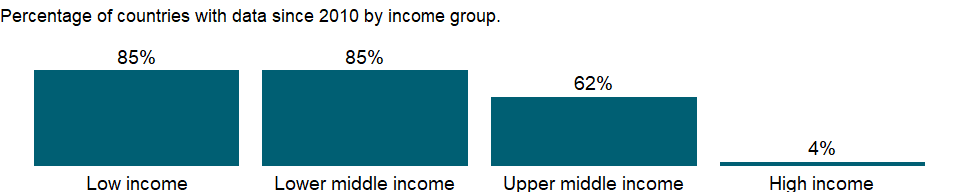 Percentage of countries with data since 2010 by income group.
85%
85%
62%
4%
Low income
Lower middle income
Upper middle income
High income